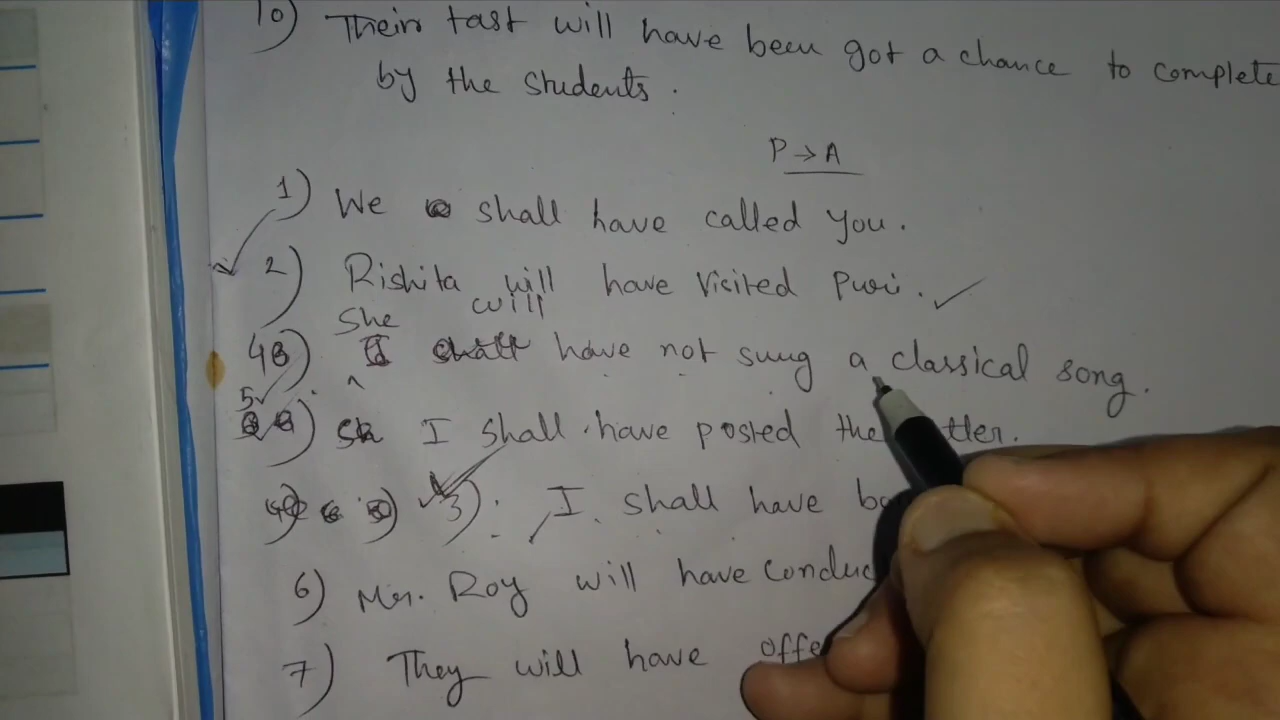 10) Their tast will have been got a chance to complete
by the students.
P → A
1) We shall have called you.
2) Rishita will have visited Puri.
She will
4) have not sung a classical song.
5) I shall have posted the
3) I shall have
6) Mr. Roy will have
7) They will have